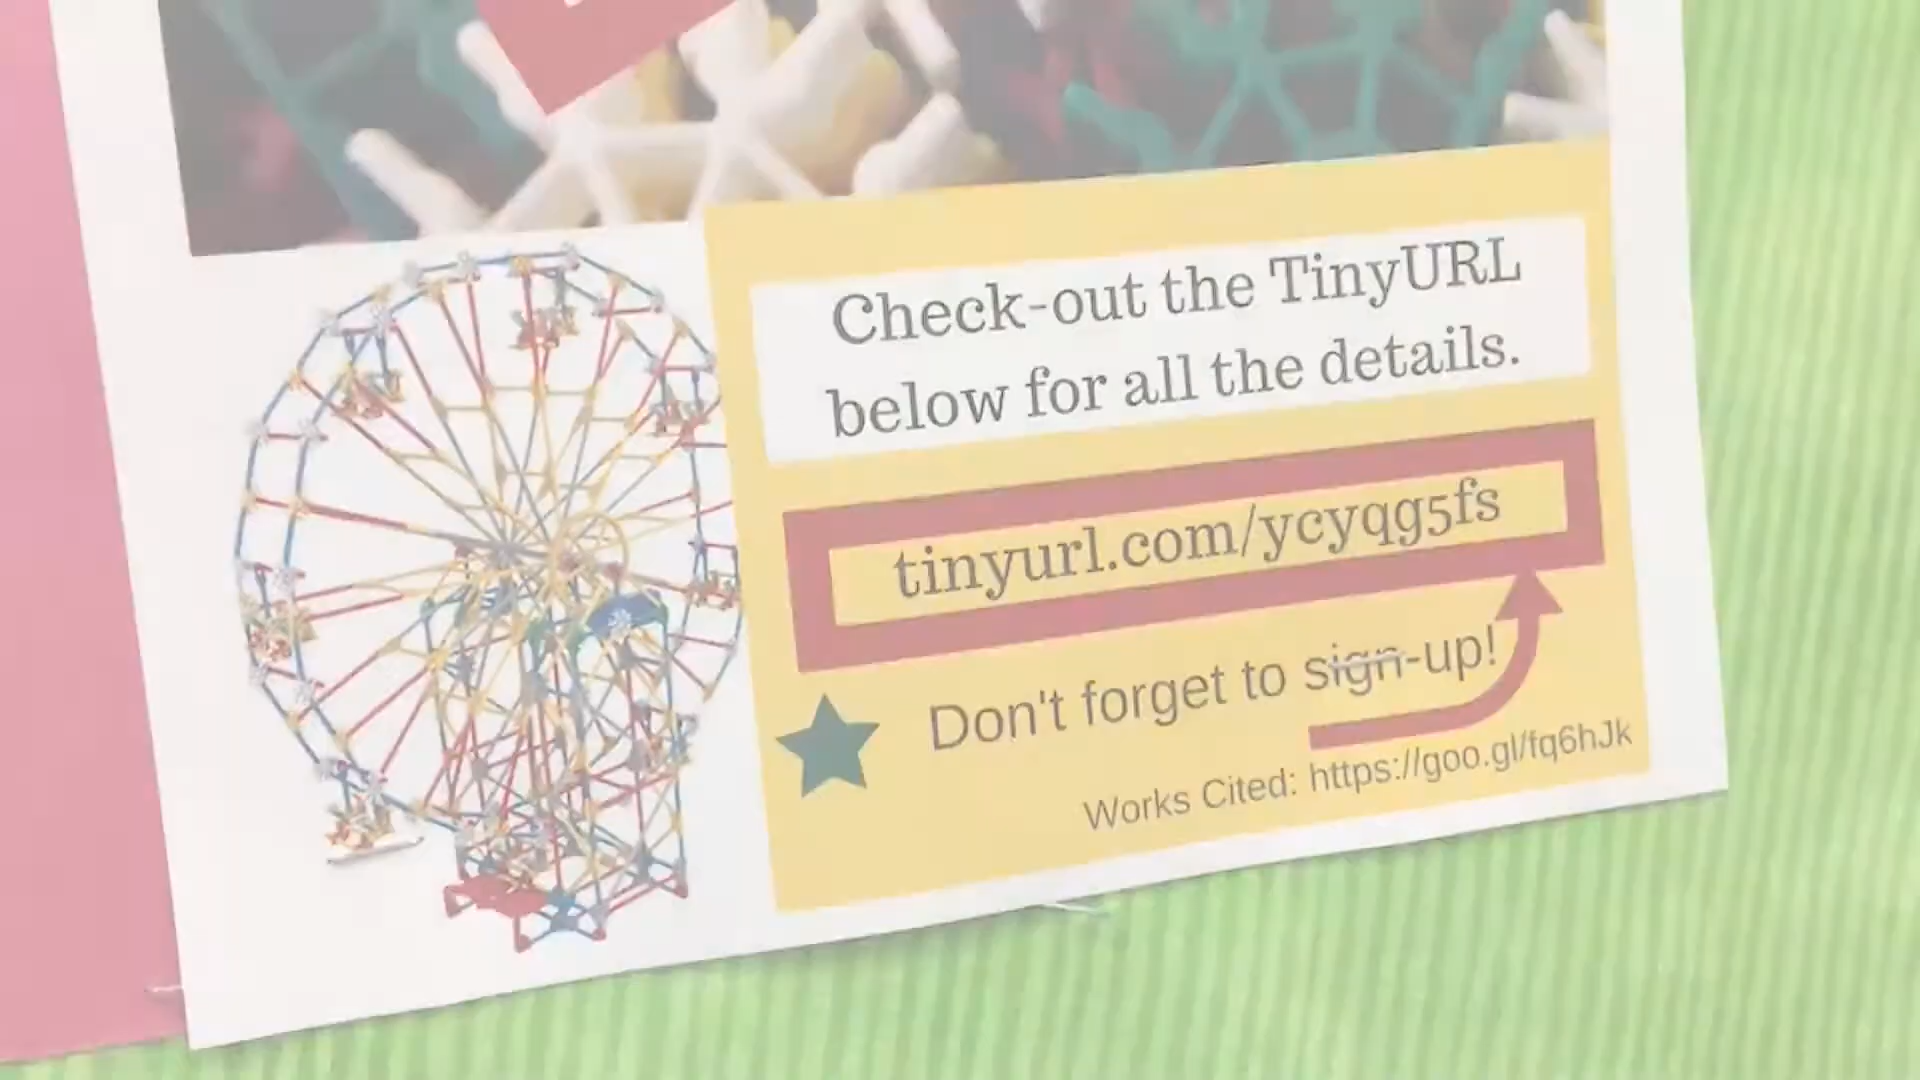 Check-out the TinyURL
below for all the details.
tinyurl.com/ycyqg5fs
Don't forget to sign-up!
Works Cited: https://goo.gl/fq6hJk